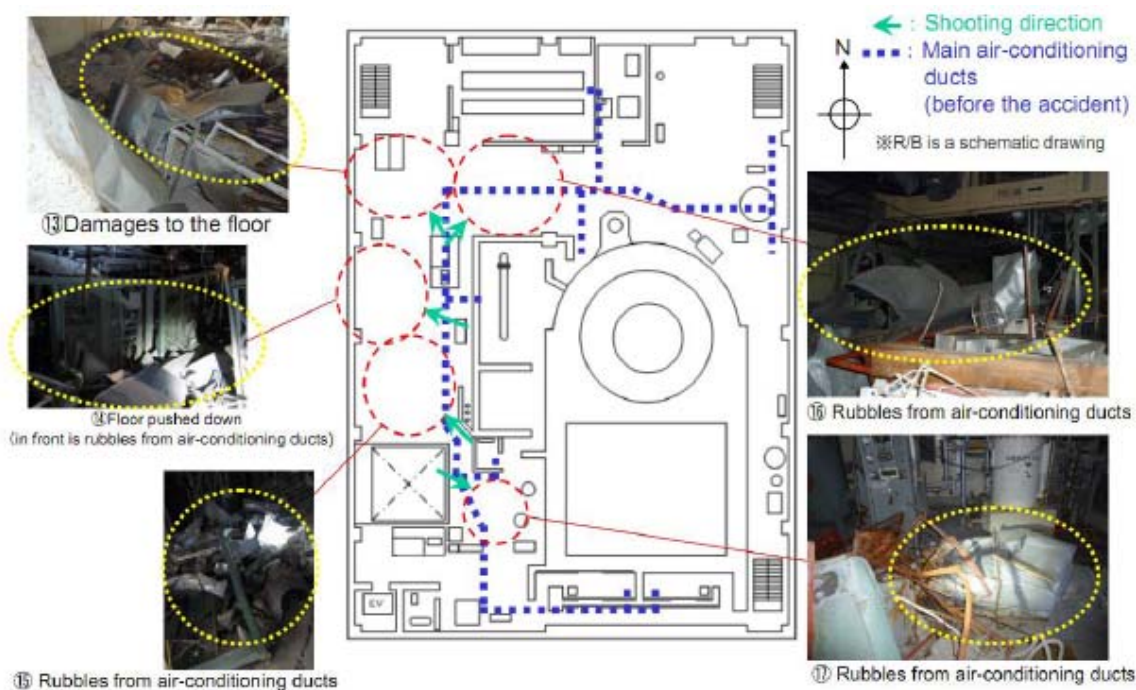 ← : Shooting direction
N
: Main air-conditioning
ducts
(before the accident)
※R/B is a schematic drawing
⑬Damages to the floor
⑭Floor pushed down
(in front is rubbles from air-conditioning ducts)
⑯ Rubbles from air-conditioning ducts
EV
⑮ Rubbles from air-conditioning ducts
⑰ Rubbles from air-conditioning ducts